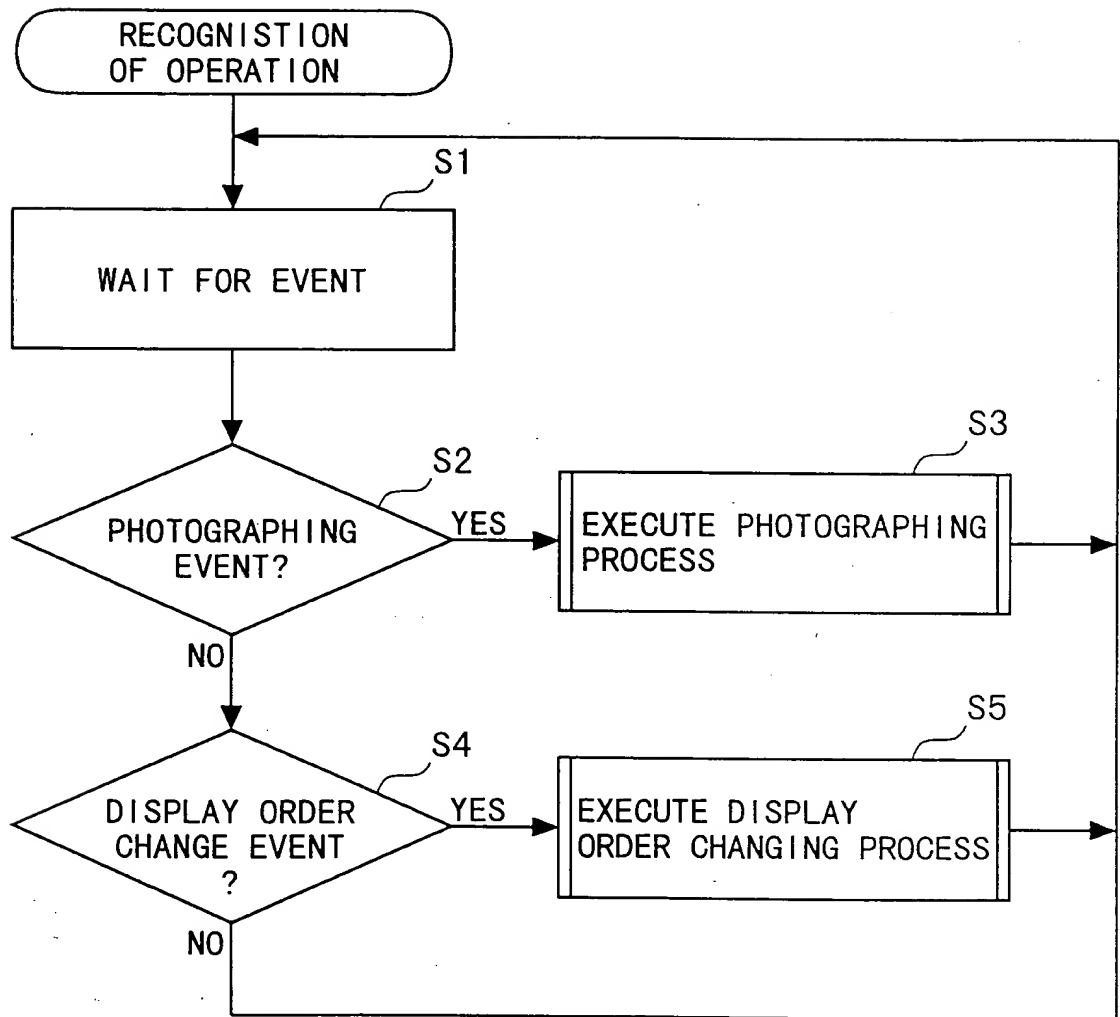 RECOGNISTION
OF OPERATION
S1
WAIT FOR EVENT
S2
PHOTOGRAPHING
EVENT?
YES
S3
EXECUTE PHOTOGRAPHING
PROCESS
NO
S4
DISPLAY ORDER
CHANGE EVENT
?
YES
S5
EXECUTE DISPLAY
ORDER CHANGING PROCESS
NO